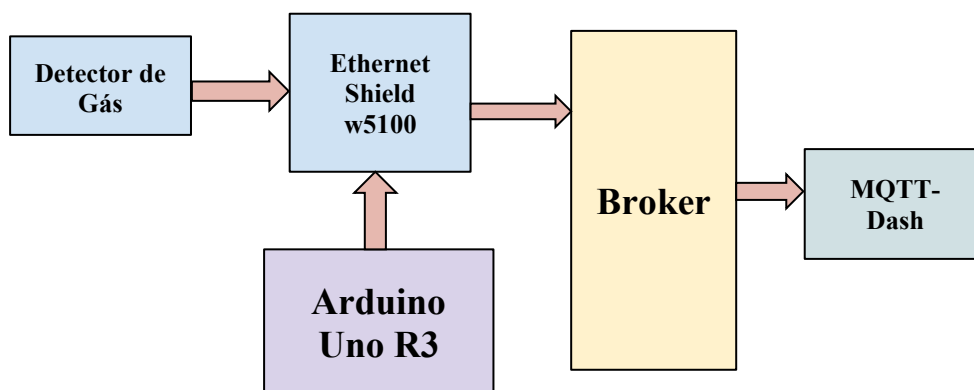 Detector de
Gás
Ethernet
Shield
w5100
Arduino
Uno R3
Broker
MQTT-
Dash